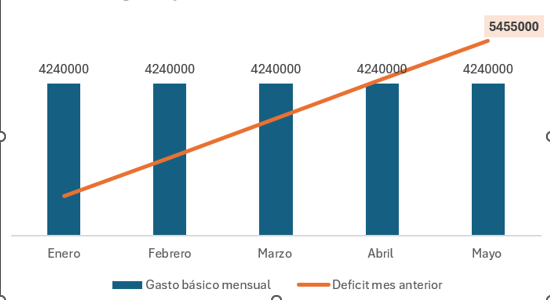 5455000
4240000 4240000 4240000 4240000 4240000
Enero Febrero Marzo Abril Mayo
Gasto básico mensual Deficit mes anterior